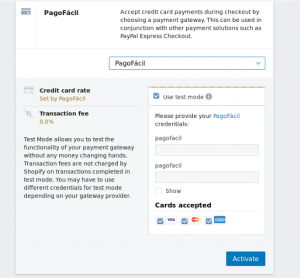 PagoFácil
Accept credit card payments during checkout by
choosing a payment gateway. This can be used in
conjunction with other payment solutions such as
PayPal Express Checkout.
PagoFácil
Credit card rate
Set by PagoFácil
Transaction fee
0.0%
Test Mode allows you to test the
functionality of your payment gateway
without any money changing hands.
Transaction fees are not charged by
Shopify on transactions completed in
test mode. You may have to use
different credentials for test mode
depending on your gateway provider.
Use test mode
Please provide your PagoFácil
credentials:
pagofacil
pagofacil
Show
Cards accepted
VISA
Activate